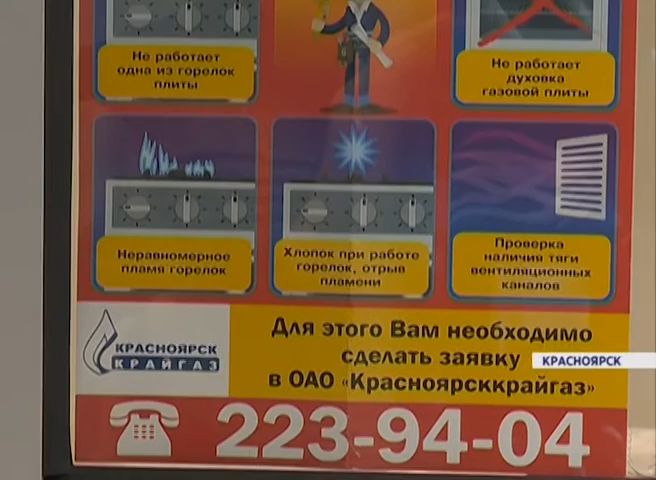 Не работает
одна из горелок
плиты
Не работает
духовка
газовой плиты
Неравномерное
пламя горелок
Хлопок при работе
горелок, отрыв
пламени
Проверка
наличия тяги
вентиляционных
каналов
КРАСНОЯРСК
КРАЙГАЗ
Для этого Вам необходимо
сделать заявку
в ОАО «Красноярсккрайгаз»
КРАСНОЯРСК
223-94-04